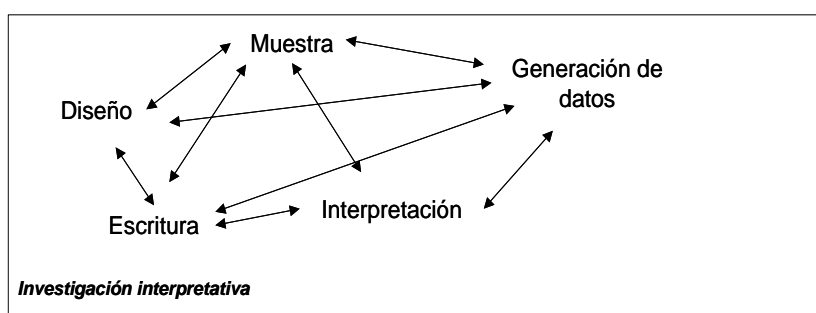 Muestra
Generación de
datos
Diseño
Interpretación
Escritura
Investigación interpretativa